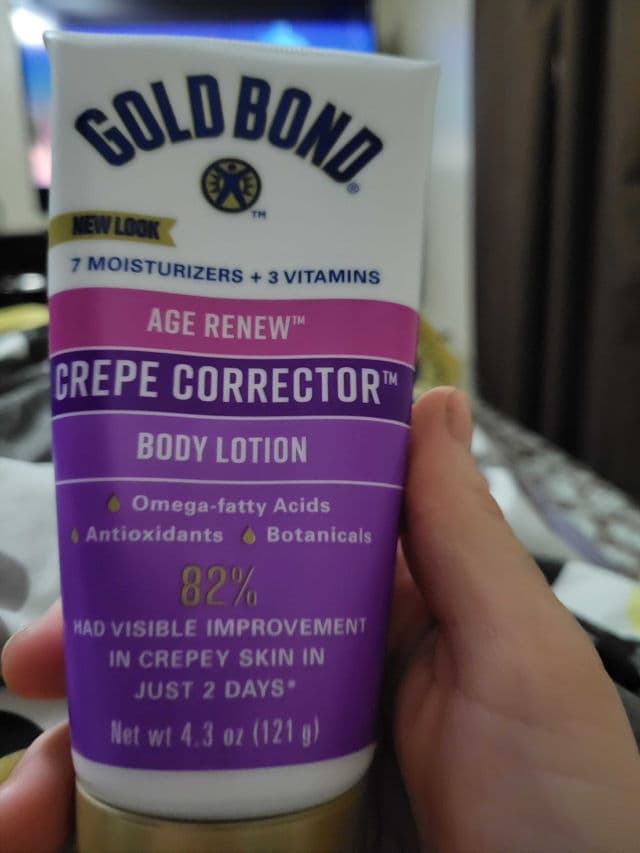 GOLD BOND®
TM
NEW LOOK
7 MOISTURIZERS + 3 VITAMINS
AGE RENEW™
CREPE CORRECTOR™
BODY LOTION
Omega-fatty Acids
Antioxidants Botanicals
82%
HAD VISIBLE IMPROVEMENT
IN CREPEY SKIN IN
JUST 2 DAYS*
Net wt 4.3 oz (121 g)